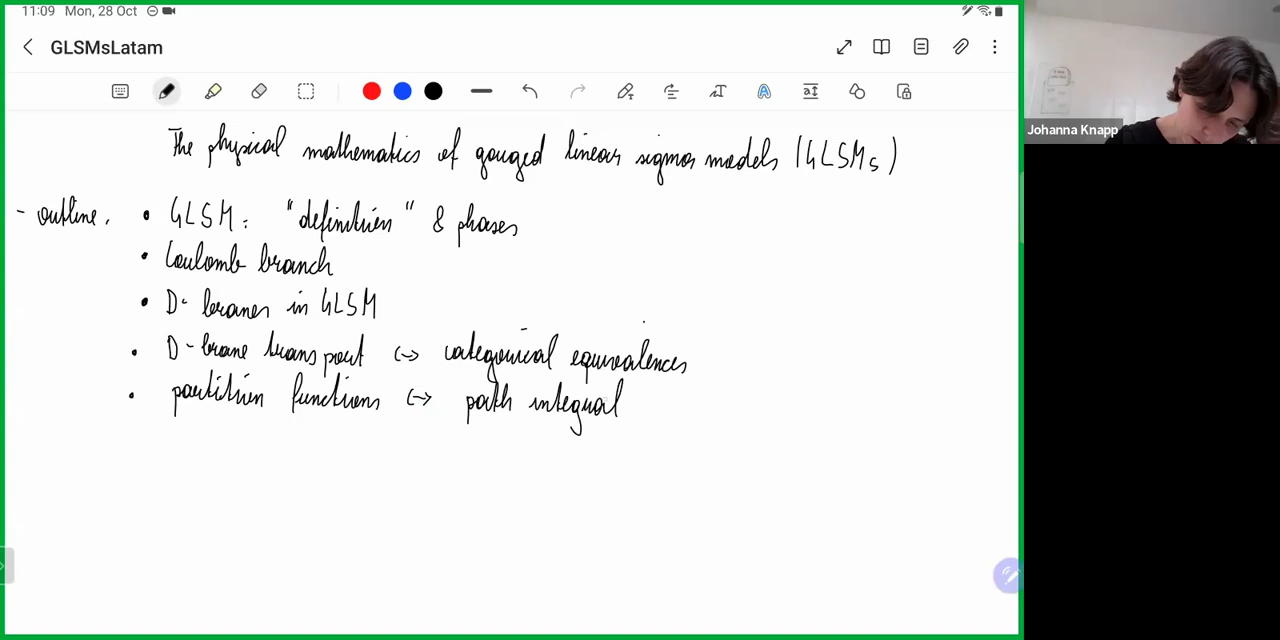 11:09 Mon, 28 Oct
GLSMsLatam
The physical mathematics of gauged linear sigma models (GLSMs)
- outline. • GLSM: "definition" & phases
• Coulomb branch
• D-branes in GLSM
• D-brane transport ↔ categorical equivalences
• partition functions ↔ path integral
Johanna Knapp